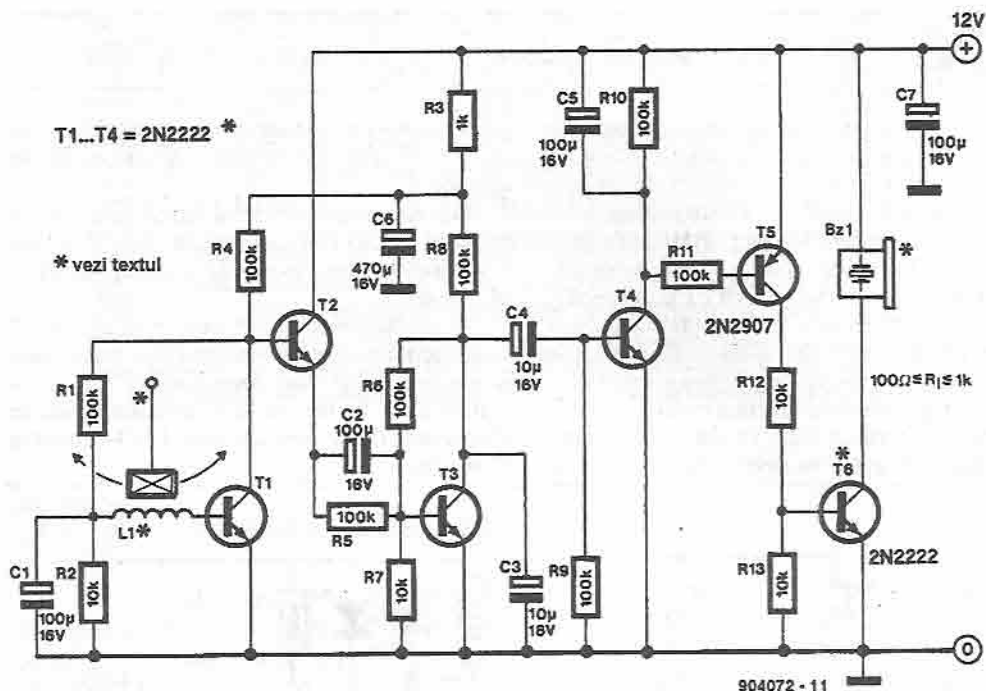 12V
+
R3
1k
C5
100µ
16V
R10
100k
C7
100µ
16V
T1...T4 = 2N2222 *
* vezi textul
R4
100k
C6
470µ
16V
R8
100k
T5
Bz1
*
R11
100k
2N2907
T2
T4
C4
10µ
16V
R1
100k
*
R6
100k
C2
100µ
16V
R12
10k
100Ω ≦ Rᵢ ≦ 1k
T1
L1*
T3
100k
R5
*
T6
2N2222
C1
100µ
16V
R2
10k
R7
10k
C3
10µ
16V
R9
100k
R13
10k
0
904072 - 11